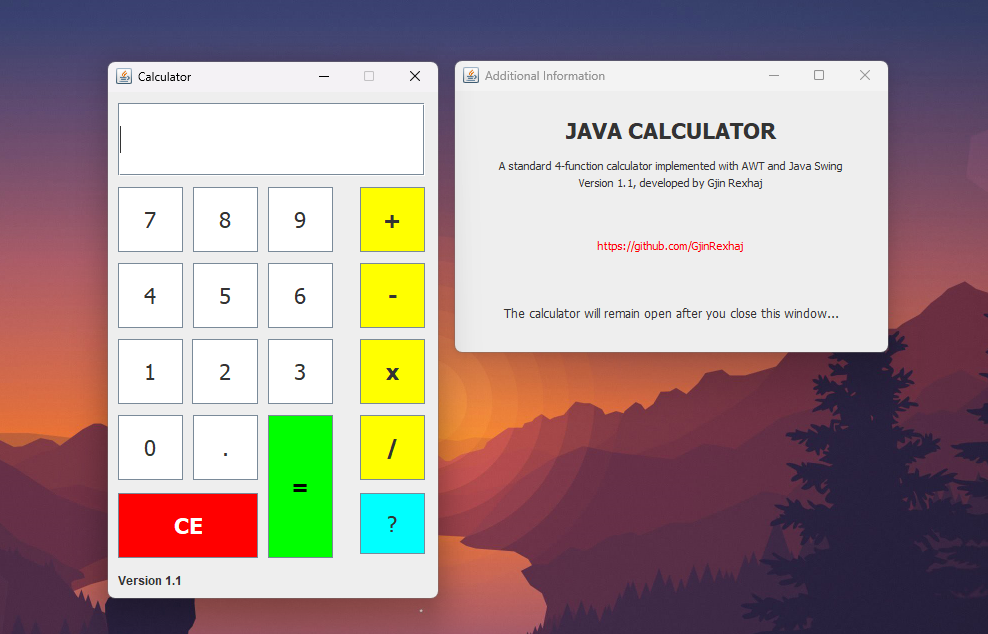 Calculator
7 8 9 +
4 5 6 -
1 2 3 x
0 . = /
CE ?
Version 1.1
Additional Information
JAVA CALCULATOR
A standard 4-function calculator implemented with AWT and Java Swing
Version 1.1, developed by Gjin Rexhaj
https://github.com/GjinRexhaj
The calculator will remain open after you close this window...